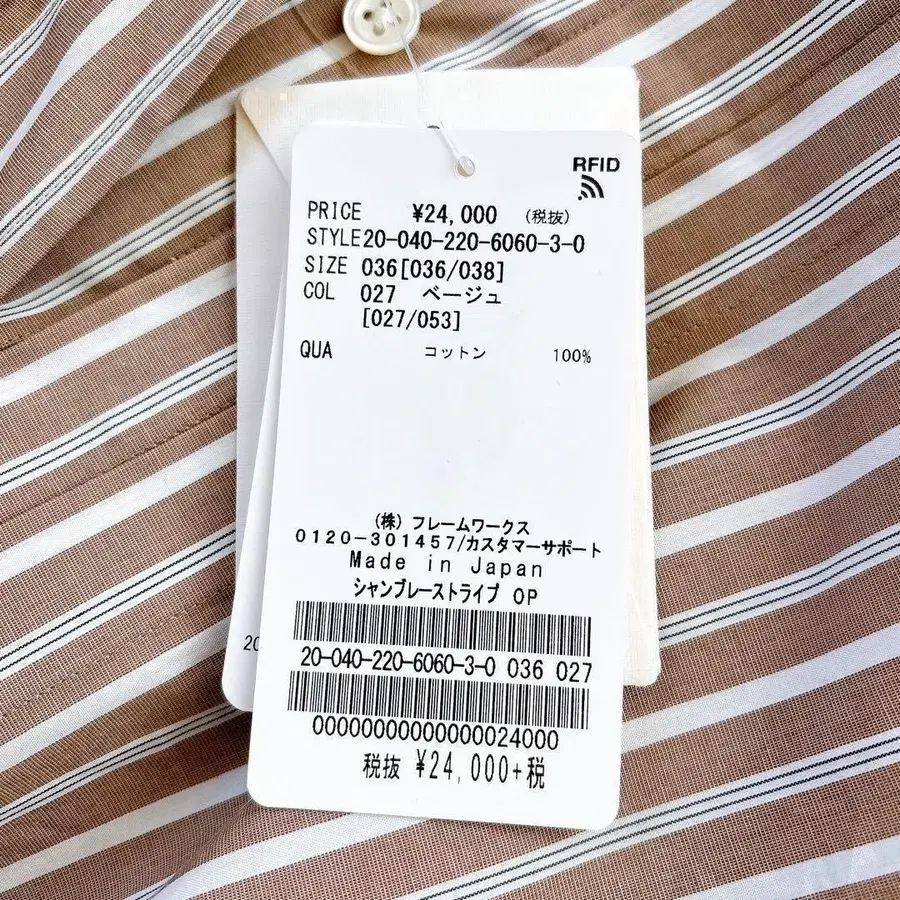 RFID
PRICE ¥24,000 (税抜)
STYLE20-040-220-6060-3-0
SIZE 036[036/038]
COL 027 ベージュ
[027/053]
QUA コットン 100%
(株) フレームワークス
0120-301457/カスタマーサポート
Made in Japan
シャンブレーストライプ OP
20-040-220-6060-3-0 036 027
00000000000000024000
税抜 ¥24,000+税
20